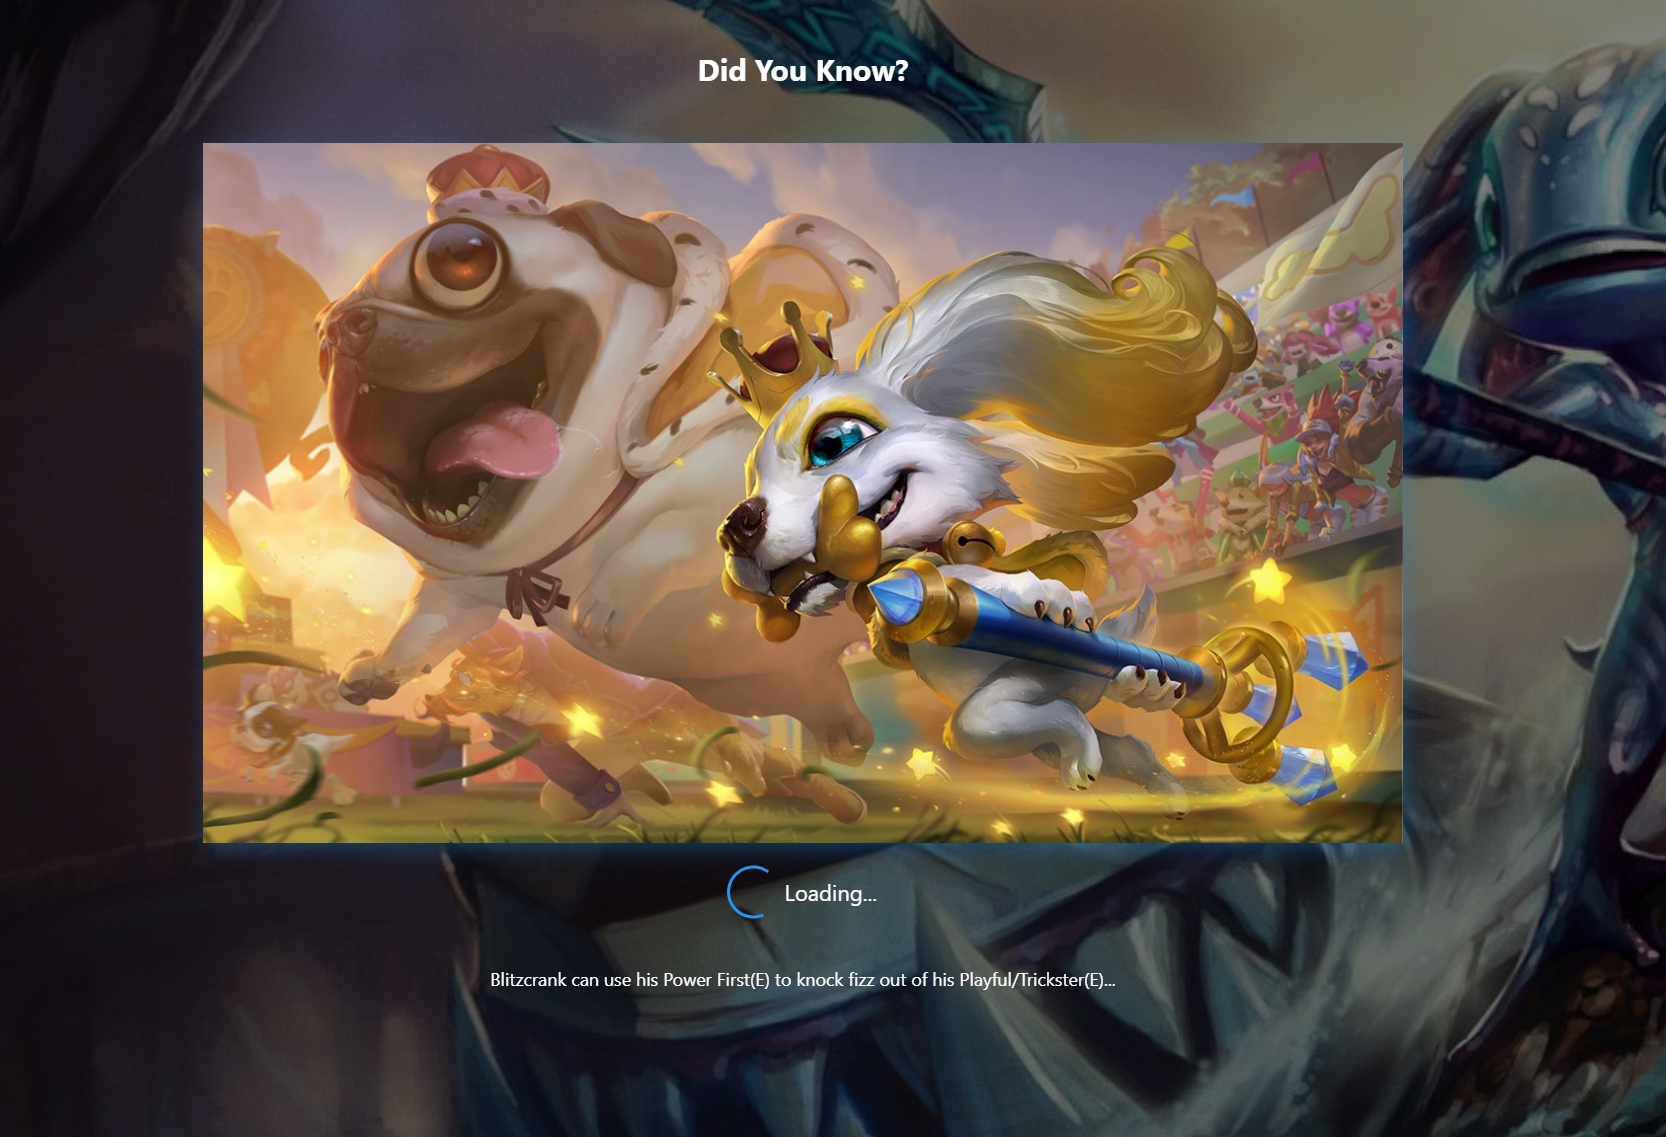 Did You Know?
Loading...
Blitzcrank can use his Power First(E) to knock fizz out of his Playful/Trickster(E)...